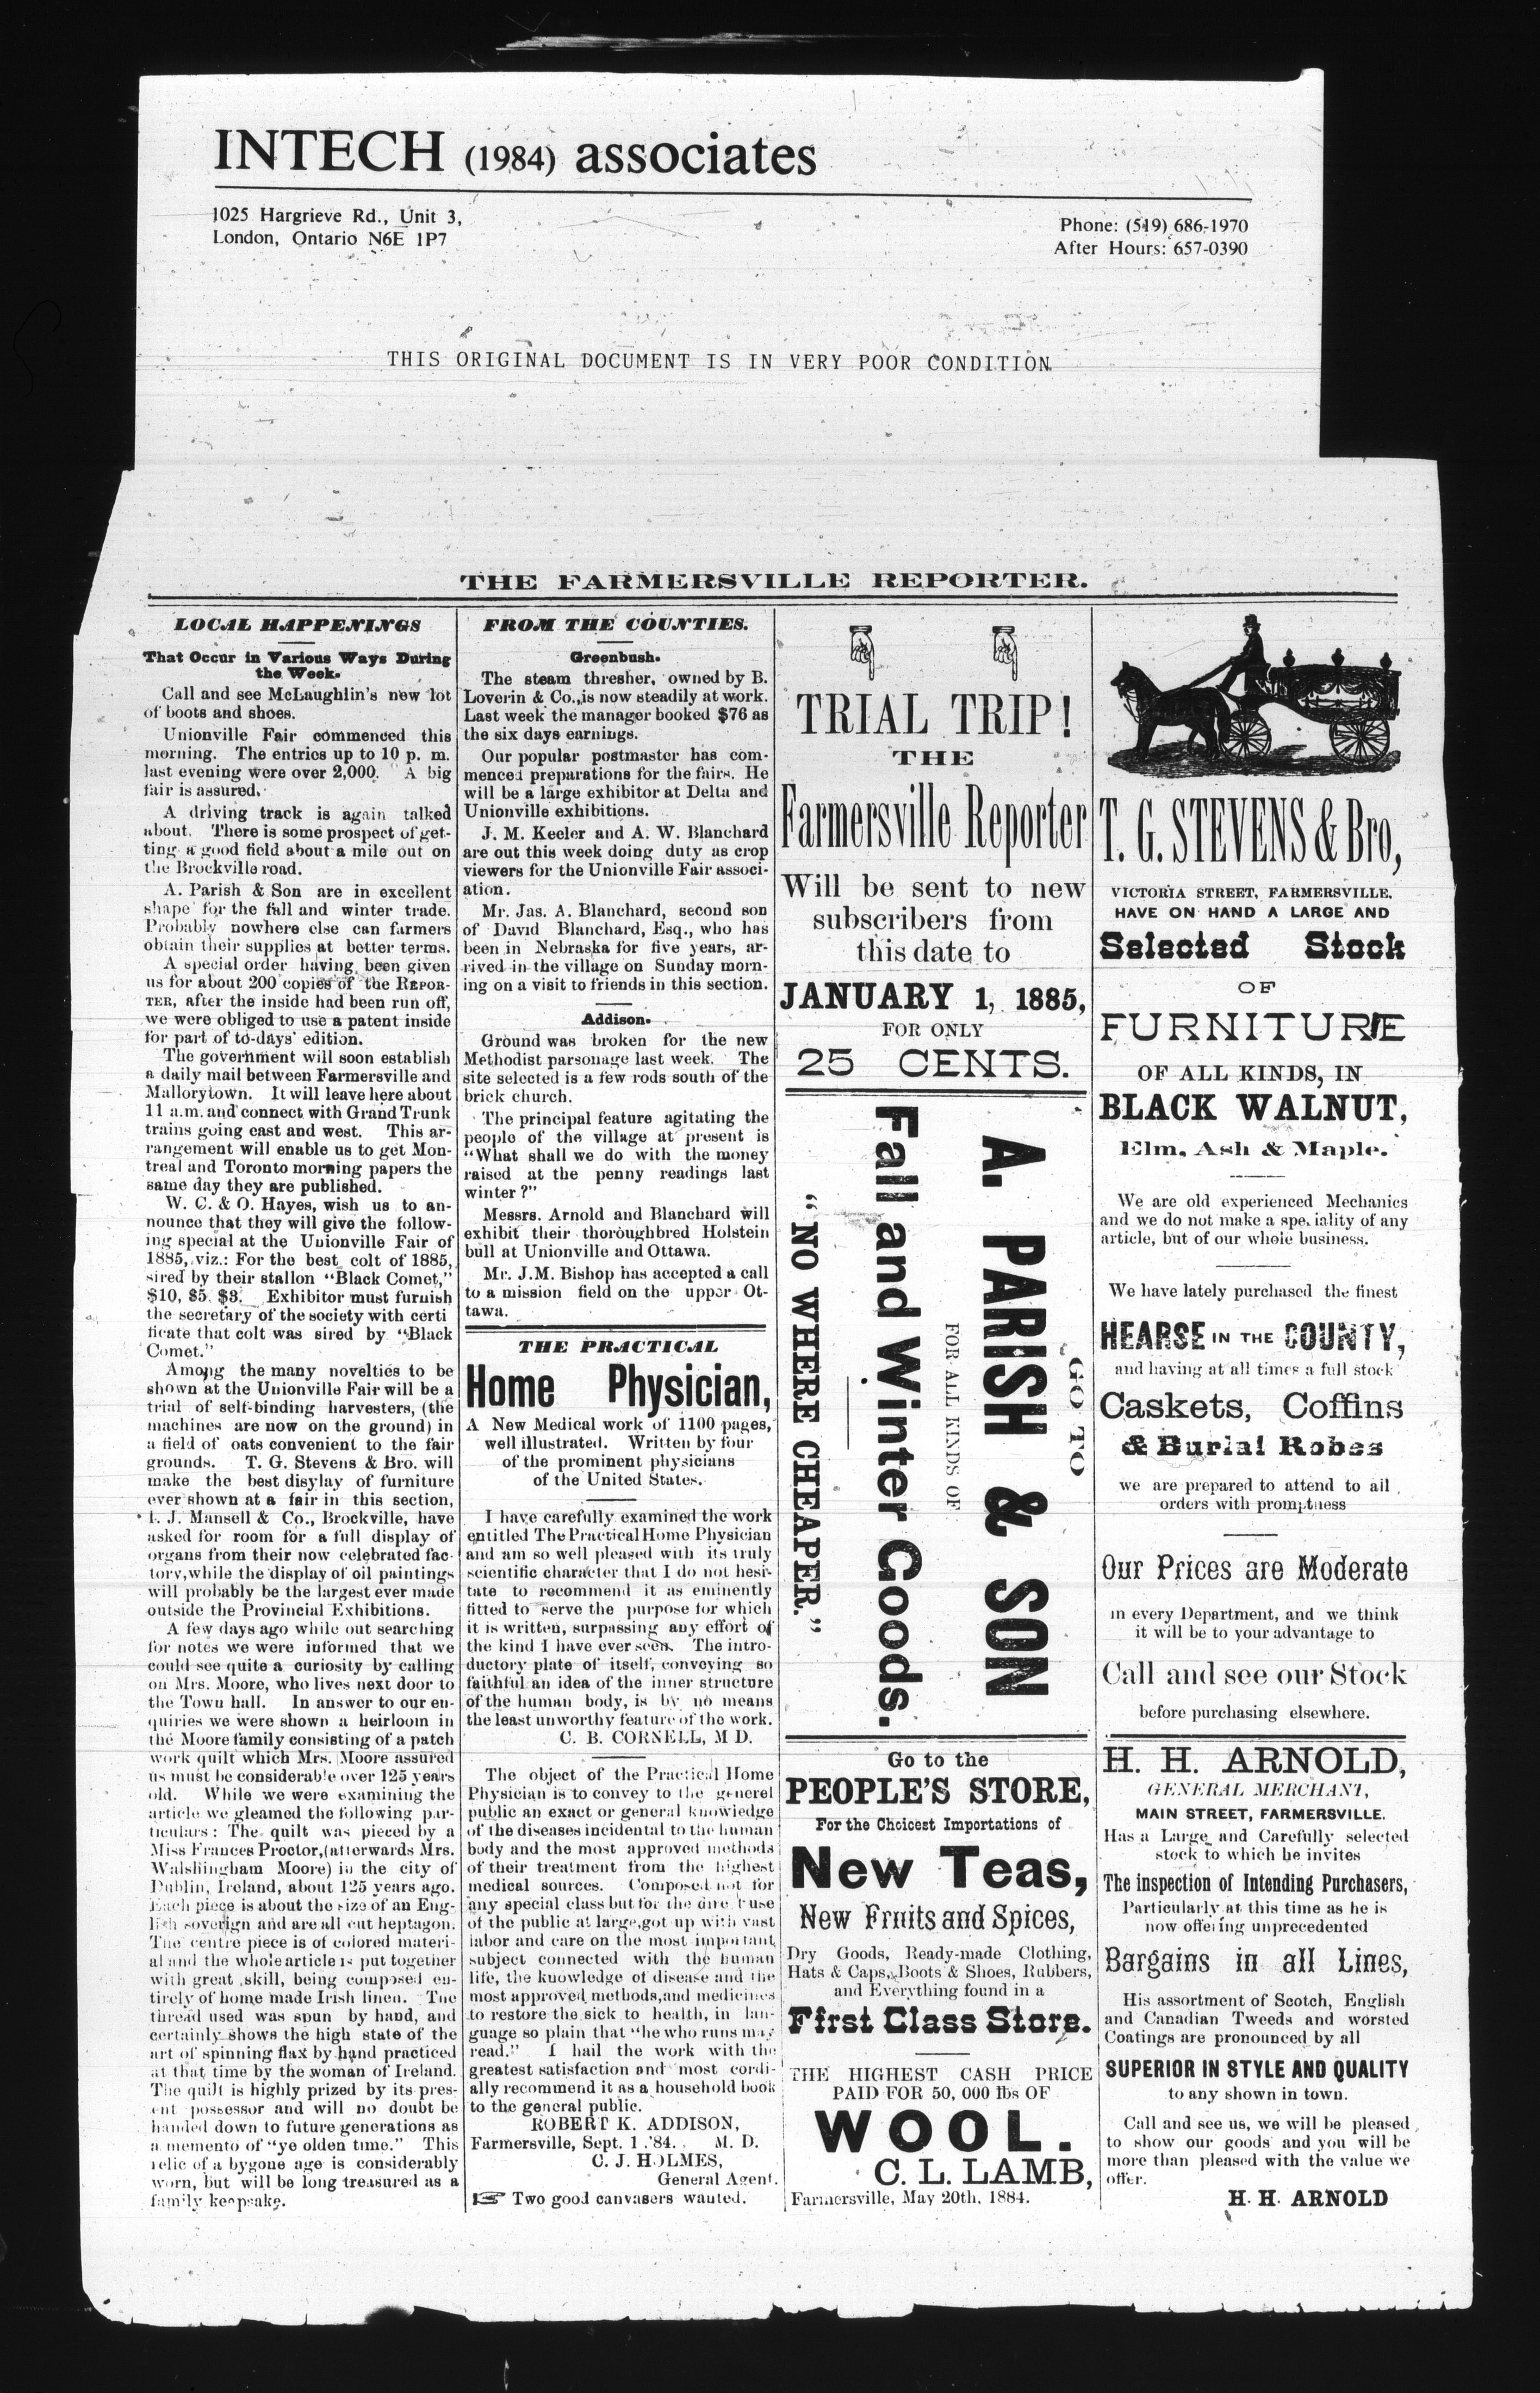 INTECH (1984) associates
1025 Hargrieve Rd., Unit 3,
London, Ontario N6E 1P7
Phone: (519) 686-1970
After Hours: 657-0390
THIS ORIGINAL DOCUMENT IS IN VERY POOR CONDITION
THE FARMERSVILLE REPORTER.
LOCAL HAPPENINGS
That Occur in Various Ways During
the Week.
Call and see McLaughlin's new lot
of boots and shoes.
Unionville Fair commenced this
morning. The entries up to 10 p. m.
last evening were over 2,000. A big
fair is assured.
A driving track is again talked
about. There is some prospect of get-
ting a good field about a mile out on
the Brockville road.
A. Parish & Son are in excellent
shape for the fall and winter trade.
Probably nowhere else can farmers
obtain their supplies at better terms.
A special order having been given
us for about 200 copies of the REPOR-
TER, after the inside had been run off,
we were obliged to use a patent inside
for part of to-days' edition.
The government will soon establish
a daily mail between Farmersville and
Mallorytown. It will leave here about
11 a.m. and connect with Grand Trunk
trains going east and west. This ar-
rangement will enable us to get Mon-
treal and Toronto morning papers the
same day they are published.
W. C. & O. Hayes, wish us to an-
nounce that they will give the follow-
ing special at the Unionville Fair of
1885, viz.: For the best colt of 1885,
sired by their stallon "Black Comet,"
$10, $5. $3. Exhibitor must furnish
the secretary of the society with certi
ficate that colt was sired by "Black
Comet."
Among the many novelties to be
shown at the Unionville Fair will be a
trial of self-binding harvesters, (the
machines are now on the ground) in
a field of oats convenient to the fair
grounds. T. G. Stevens & Bro. will
make the best disylay of furniture
ever shown at a fair in this section,
J. Mansell & Co., Brockville, have
asked for room for a full display of
organs from their now celebrated fac-
tory, while the display of oil paintings
will probably be the largest ever made
outside the Provincial Exhibitions.
A few days ago while out searching
for notes we were informed that we
could see quite a curiosity by calling
on Mrs. Moore, who lives next door to
the Town hall. In answer to our en-
quiries we were shown a heirloom in
the Moore family consisting of a patch
work quilt which Mrs. Moore assured
us must be considerable over 125 years
old. While we were examining the
article we gleamed the following par-
ticulars: The quilt was pieced by a
Miss Frances Proctor, (afterwards Mrs.
Walshingham Moore) in the city of
Dublin, Ireland, about 125 years ago.
Each piece is about the size of an Eng-
lish soverign and are all cut heptagon.
The centre piece is of colored materi-
al and the whole article is put together
with great skill, being composed en-
tirely of home made Irish linen. The
thread used was spun by hand, and
certainly shows the high state of the
art of spinning flax by hand practiced
at that time by the woman of Ireland.
The quilt is highly prized by its pres-
ent possessor and will no doubt be
handed down to future generations as
a memento of "ye olden time." This
relic of a bygone age is considerably
worn, but will be long treasured as a
family keepsake.
FROM THE COUNTIES.
Greenbush.
The steam thresher, owned by B.
Loverin & Co., is now steadily at work.
Last week the manager booked $76 as
the six days earnings.
Our popular postmaster has com-
menced preparations for the fairs. He
will be a large exhibitor at Delta and
Unionville exhibitions.
J. M. Keeler and A. W. Blanchard
are out this week doing duty as crop
viewers for the Unionville Fair associ-
ation.
Mr. Jas. A. Blanchard, second son
of David Blanchard, Esq., who has
been in Nebraska for five years, ar-
rived in the village on Sunday morn-
ing on a visit to friends in this section.
Addison.
Ground was broken for the new
Methodist parsonage last week. The
site selected is a few rods south of the
brick church.
The principal feature agitating the
people of the village at present is
"What shall we do with the money
raised at the penny readings last
winter?"
Messrs. Arnold and Blanchard will
exhibit their thoroughbred Holstein
bull at Unionville and Ottawa.
Mr. J.M. Bishop has accepted a call
to a mission field on the upper Ot-
tawa.
THE PRACTICAL
Home Physician,
A New Medical work of 1100 pages,
well illustrated. Written by four
of the prominent physicians
of the United States.
I have carefully examined the work
entitled The Practical Home Physician
and am so well pleased with its truly
scientific character that I do not hesi-
tate to recommend it as eminently
fitted to serve the purpose for which
it is written, surpassing any effort of
the kind I have ever seen. The intro-
ductory plate of itself, conveying so
faithful an idea of the inner structure
of the human body, is by no means
the least unworthy feature of the work.
C. B. CORNELL, M D.
The object of the Practical Home
Physician is to convey to the generel
public an exact or general knowledge
of the diseases incidental to the human
body and the most approved methods
of their treatment from the highest
medical sources. Composed not for
any special class but for the direct use
of the public at large, got up with vast
labor and care on the most important
subject connected with the human
life, the knowledge of disease and the
most approved methods, and medicines
to restore the sick to health, in lan-
guage so plain that "he who runs may
read." I hail the work with the
greatest satisfaction and most cordi-
ally recommend it as a household book
to the general public.
ROBERT K. ADDISON,
Farmersville, Sept. 1 .'84. M. D.
C. J. HOLMES,
General Agent.
Two good canvasers wanted.
TRIAL TRIP!
THE
Farmersville Reporter
Will be sent to new
subscribers from
this date to
JANUARY 1, 1885,
FOR ONLY
25 CENTS.
GO TO
A. PARISH & SON
FOR ALL KINDS OF
Fall and Winter Goods.
"NO WHERE CHEAPER."
Go to the
PEOPLE'S STORE,
For the Choicest Importations of
New Teas,
New Fruits and Spices,
Dry Goods, Ready-made Clothing,
Hats & Caps, Boots & Shoes, Rubbers,
and Everything found in a
First Class Store.
THE HIGHEST CASH PRICE
PAID FOR 50, 000 lbs OF
WOOL.
C. L. LAMB,
Farmersville, May 20th, 1884.
T. G. STEVENS & Bro,
VICTORIA STREET, FARMERSVILLE,
HAVE ON HAND A LARGE AND
Selected Stock
OF
FURNITURE
OF ALL KINDS, IN
BLACK WALNUT,
Elm, Ash & Maple.
We are old experienced Mechanics
and we do not make a speciality of any
article, but of our whole business.
We have lately purchased the finest
HEARSE IN THE COUNTY,
and having at all times a full stock
Caskets, Coffins
& Burial Robes
we are prepared to attend to all
orders with promptness
Our Prices are Moderate
in every Department, and we think
it will be to your advantage to
Call and see our Stock
before purchasing elsewhere.
H. H. ARNOLD,
GENERAL MERCHANT,
MAIN STREET, FARMERSVILLE.
Has a Large and Carefully selected
stock to which he invites
The inspection of Intending Purchasers,
Particularly at this time as he is
now offering unprecedented
Bargains in all Lines,
His assortment of Scotch, English
and Canadian Tweeds and worsted
Coatings are pronounced by all
SUPERIOR IN STYLE AND QUALITY
to any shown in town.
Call and see us, we will be pleased
to show our goods and you will be
more than pleased with the value we
offer.
H. H. ARNOLD